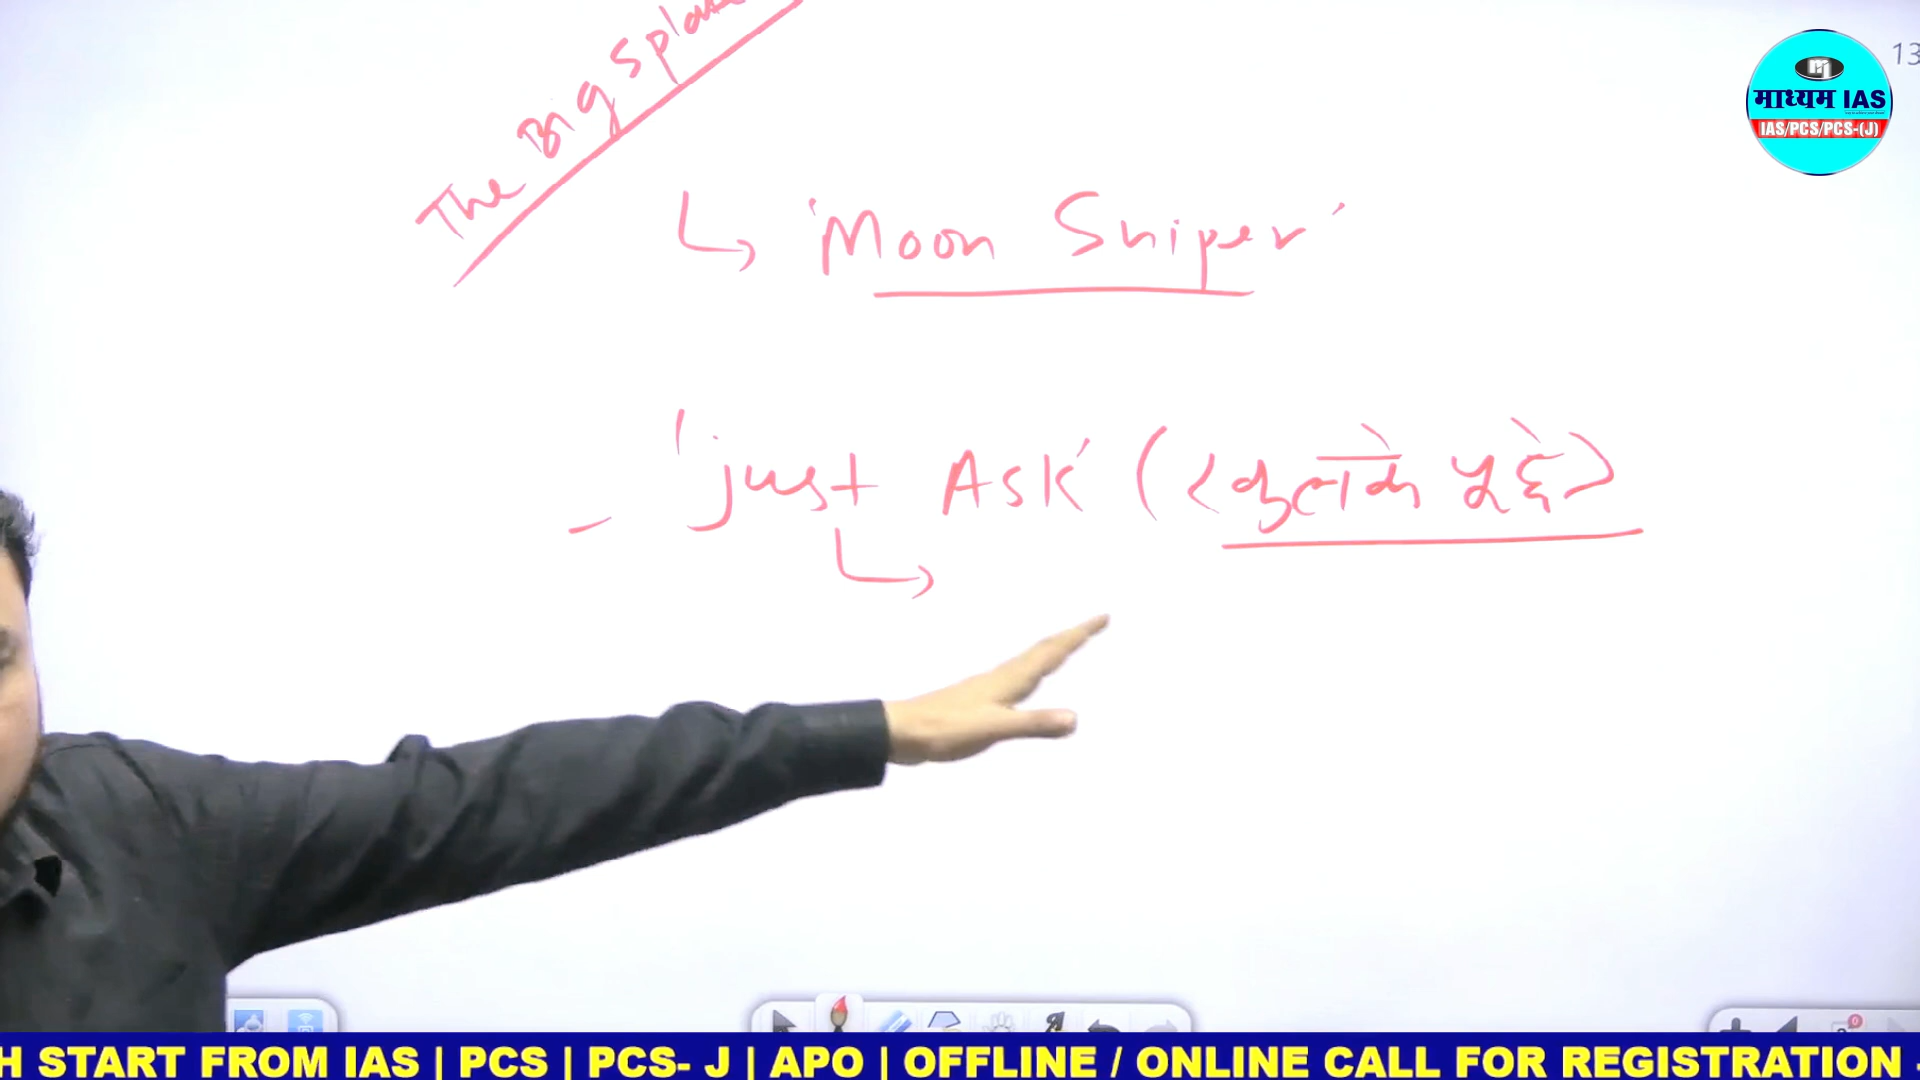 The Big Splash
13
माध्यम IAS
IAS/PCS/PCS-(J)
↳ 'Moon Sniper'
- 'just Ask' (
↳
H START FROM IAS | PCS | PCS- J | APO | OFFLINE / ONLINE CALL FOR REGISTRATION -